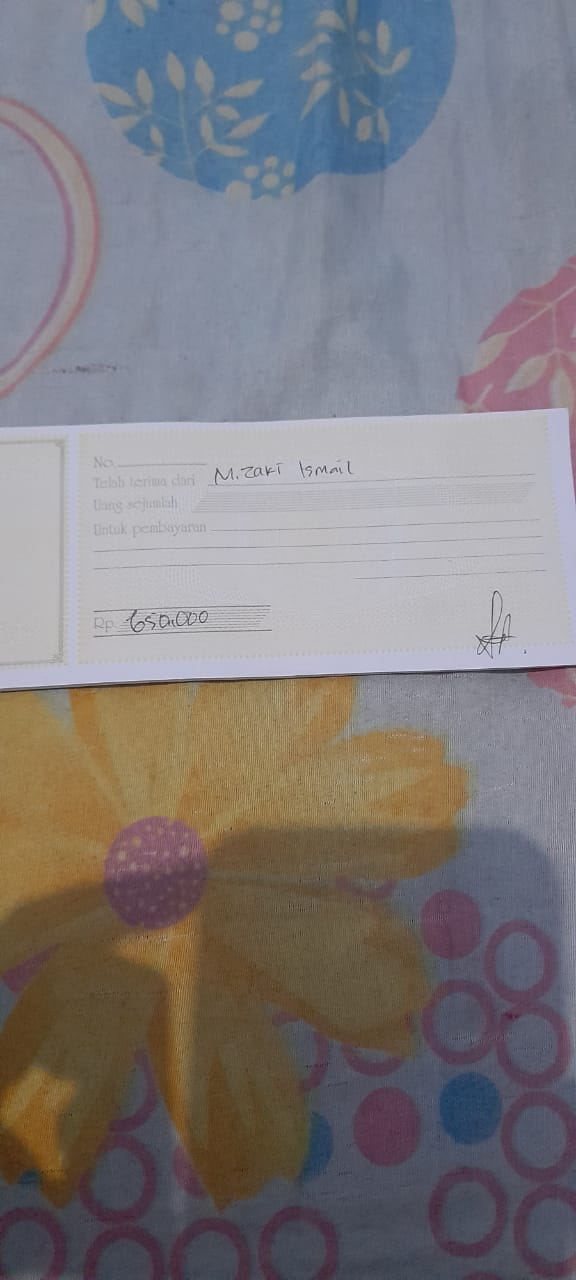 No.
Telah terima dari M. Zaki Ismail
Uang sejumlah
Untuk pembayaran
Rp. 650.000